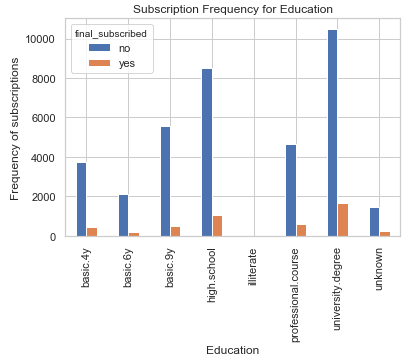 Subscription Frequency for Education
final_subscribed
no
yes
Frequency of subscriptions
10000
8000
6000
4000
2000
0
basic.4y
basic.6y
basic.9y
high.school
illiterate
professional.course
university.degree
unknown
Education